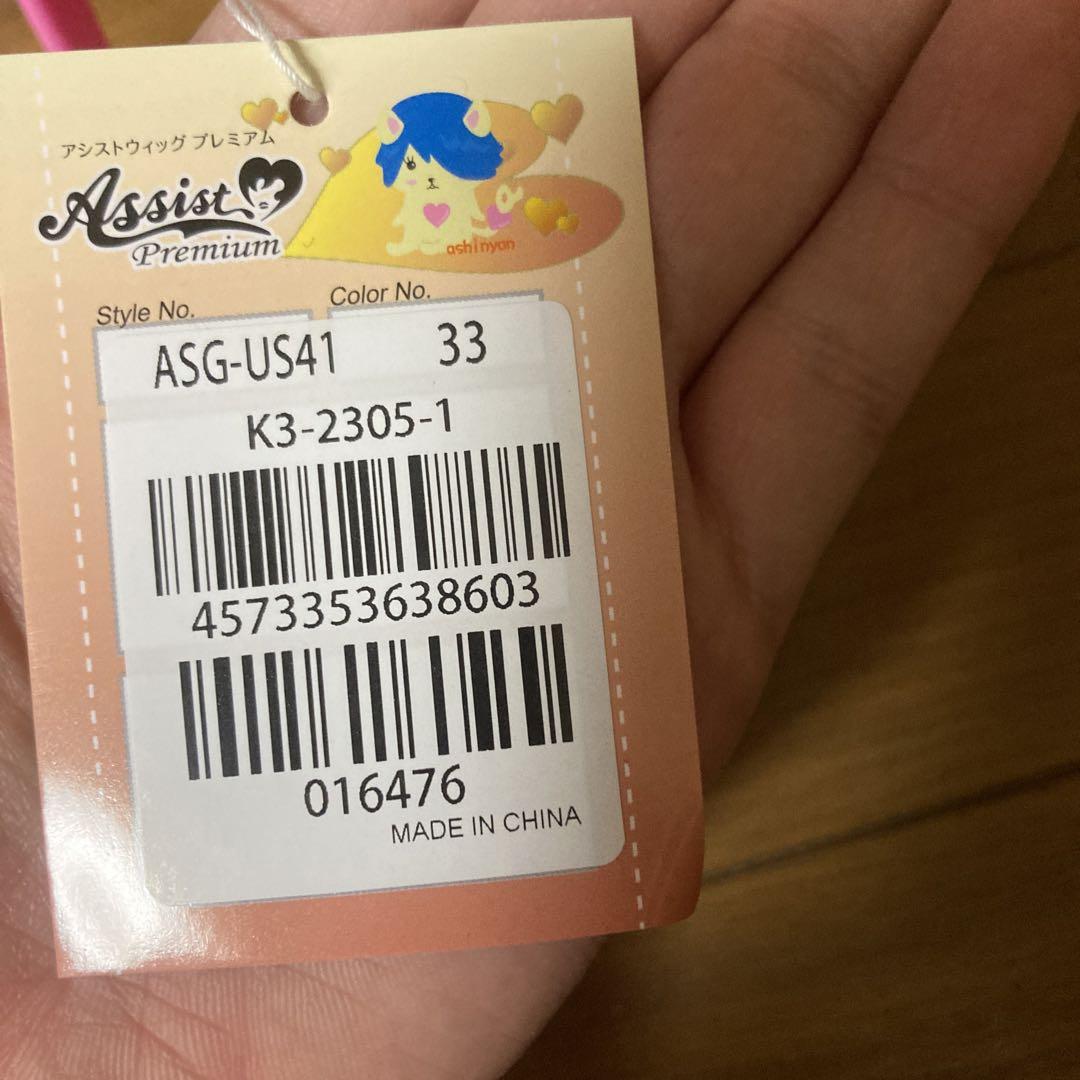 アシストウィッグ プレミアム
Assist
Premium
ashinyan
Style No.
Color No.
ASG-US41
33
K3-2305-1
4573353638603
016476
MADE IN CHINA